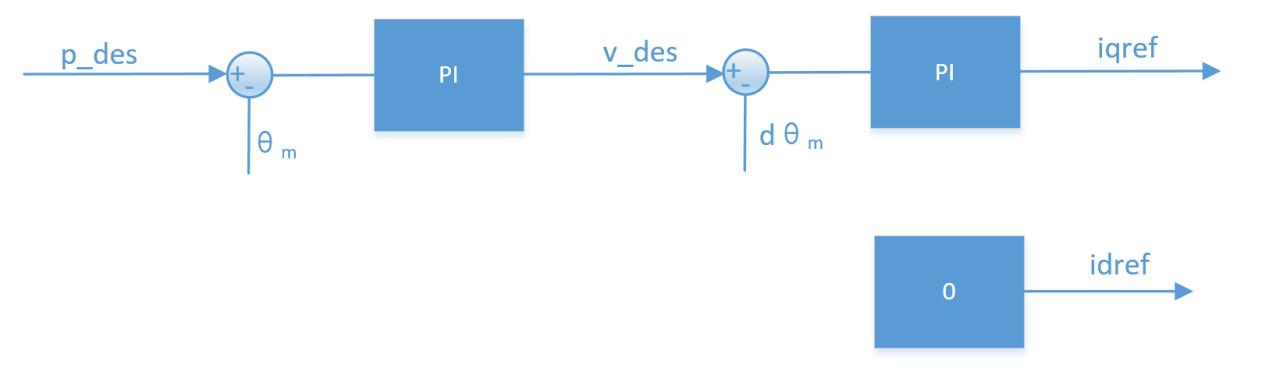 p_des
+
-
θ m
PI
v_des
+
-
d θ m
PI
iqref
0
idref